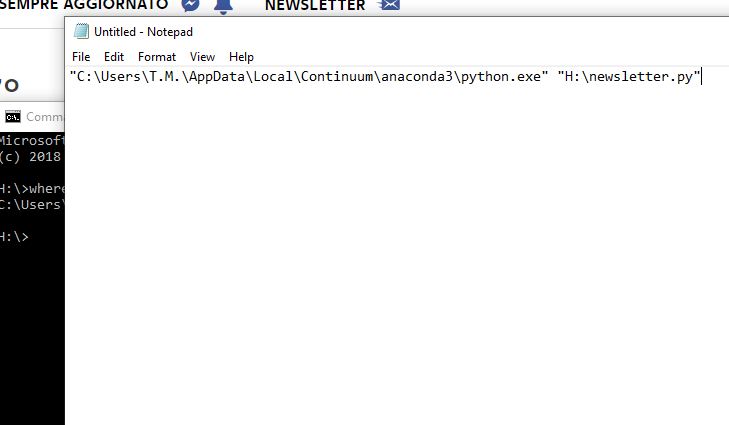 SEMPRE AGGIORNATO
NEWSLETTER
Untitled - Notepad
File Edit Format View Help
"C:\Users\T.M.\AppData\Local\Continuum\anaconda3\python.exe" "H:\newsletter.py"
'O
Comma
Microsoft
(c) 2018
H:\>where
C:\Users\
H:\>